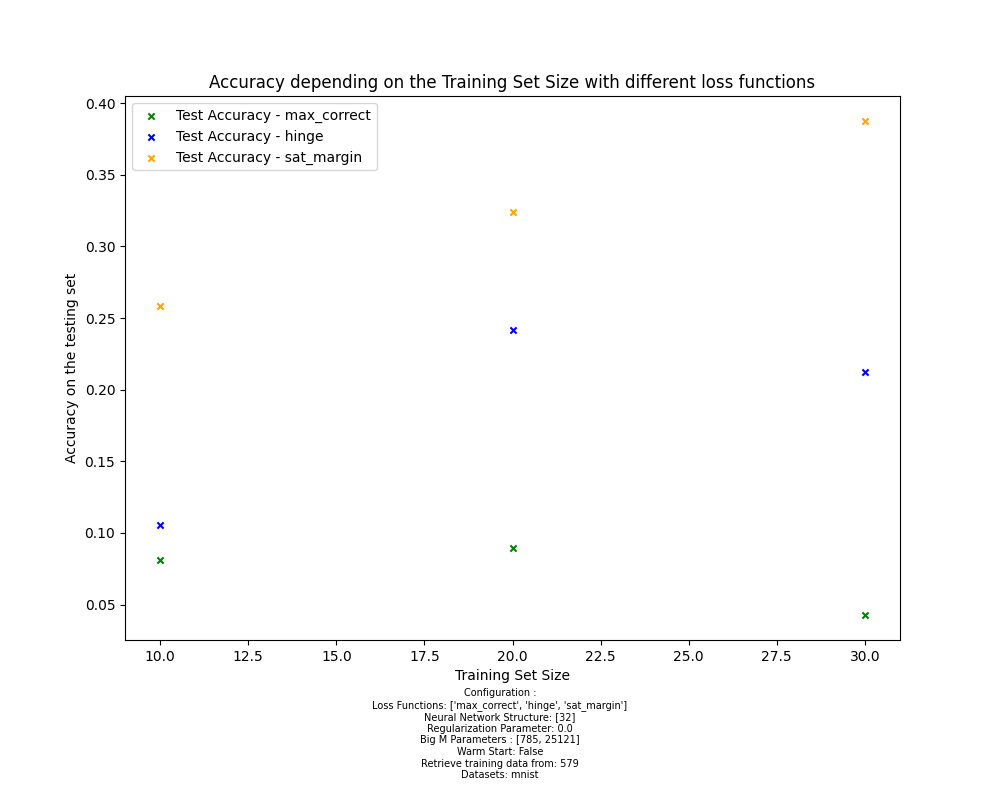 Accuracy depending on the Training Set Size with different loss functions
Test Accuracy - max_correct
Test Accuracy - hinge
Test Accuracy - sat_margin
0.40
0.35
0.30
0.25
0.20
0.15
0.10
0.05
Accuracy on the testing set
10.0 12.5 15.0 17.5 20.0 22.5 25.0 27.5 30.0
Training Set Size
Configuration :
Loss Functions: ['max_correct', 'hinge', 'sat_margin']
Neural Network Structure: [32]
Regularization Parameter: 0.0
Big M Parameters : [785, 25121]
Warm Start: False
Retrieve training data from: 579
Datasets: mnist